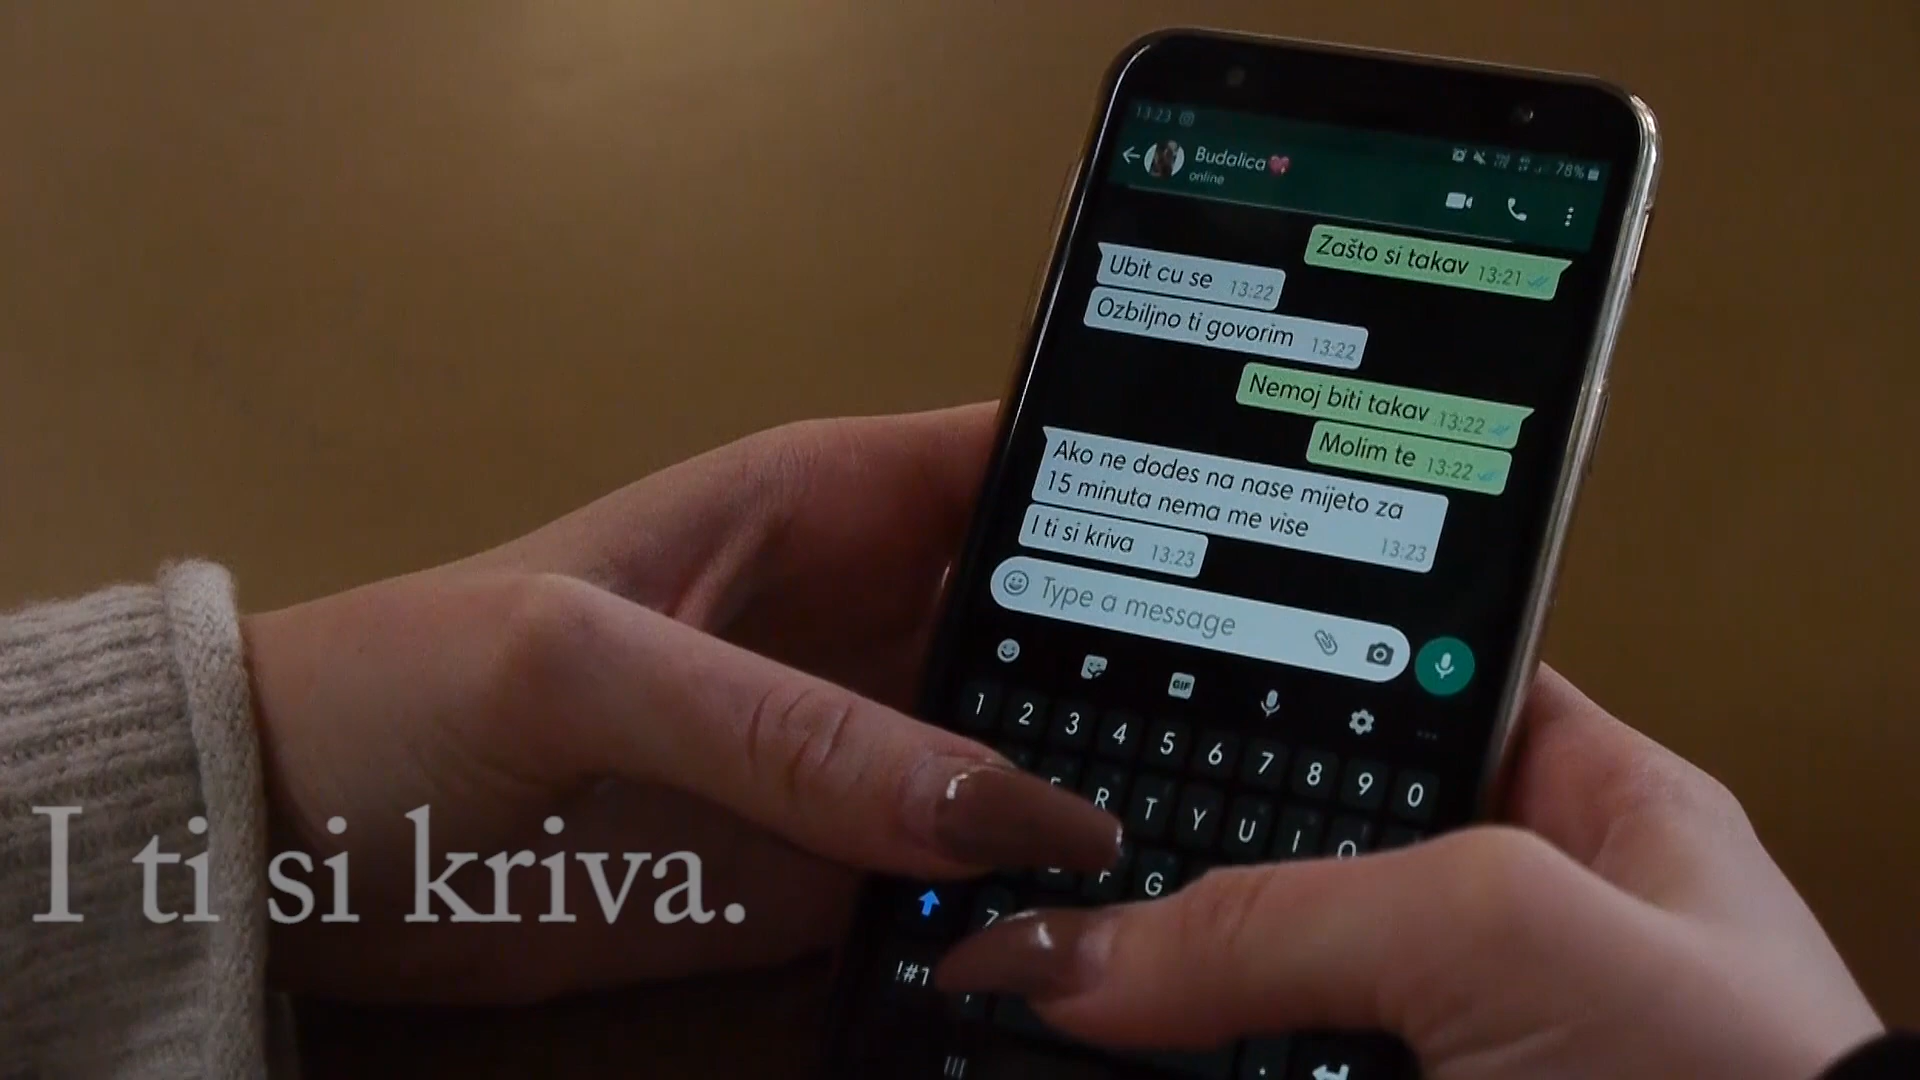 13:23
78%
Budalica
online
Zašto si takav 13:21
Ubit cu se 13:22
Ozbiljno ti govorim 13:22
Nemoj biti takav 13:22
Molim te 13:22
Ako ne dodes na nase mijeto za
15 minuta nema me vise 13:23
I ti si kriva 13:23
Type a message
GIF
1 2 3 4 5 6 7 8 9 0
R T Y U I O
F G
Z
!#1 ,
I ti si kriva.